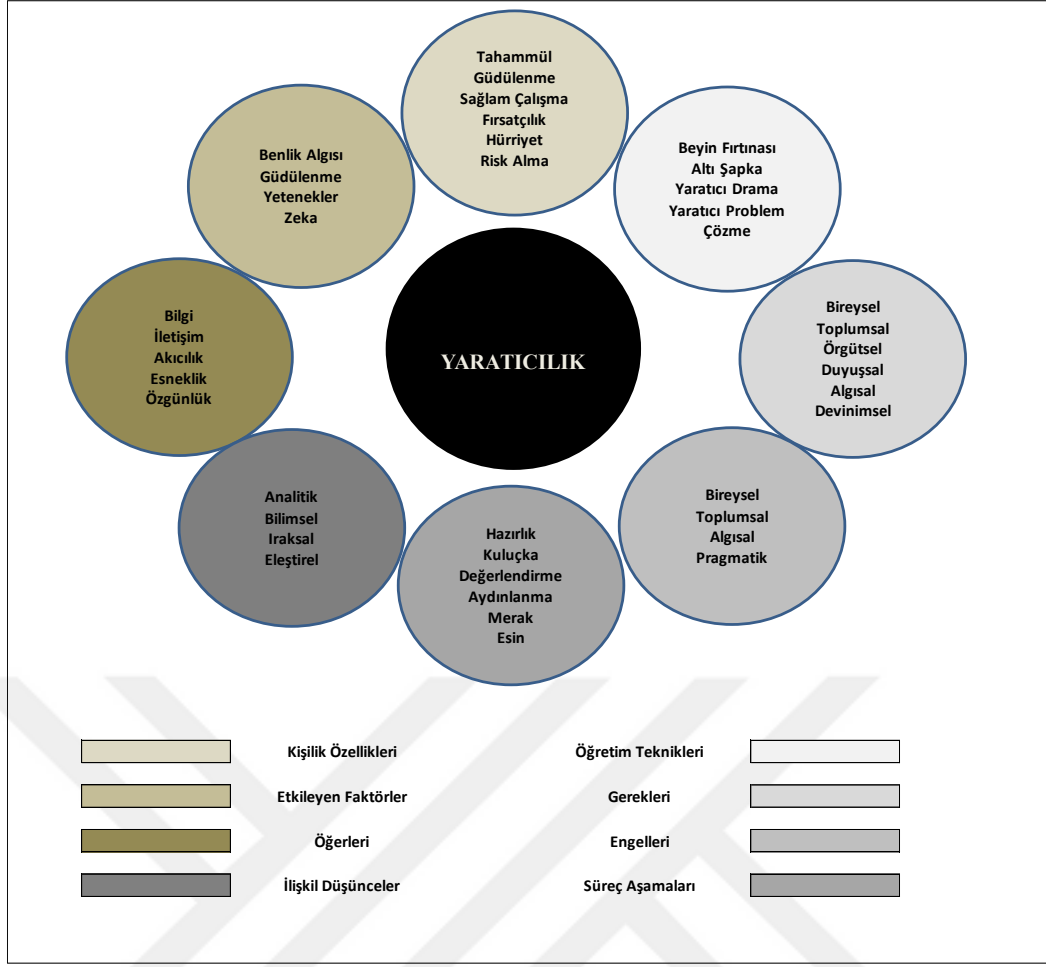 Tahammül
Güdülenme
Sağlam Çalışma
Fırsatçılık
Hürriyet
Risk Alma
Beyin Fırtınası
Altı Şapka
Yaratıcı Drama
Yaratıcı Problem
Çözme
Benlik Algısı
Güdülenme
Yetenekler
Zeka
Bilgi
İletişim
Akıcılık
Esneklik
Özgünlük
YARATICILIK
Bireysel
Toplumsal
Örgütsel
Duyuşsal
Algısal
Devinimsel
Analitik
Bilimsel
Iraksal
Eleştirel
Hazırlık
Kuluçka
Değerlendirme
Aydınlanma
Merak
Esin
Bireysel
Toplumsal
Algısal
Pragmatik
Kişilik Özellikleri
Öğretim Teknikleri
Etkileyen Faktörler
Gerekleri
Öğerleri
Engelleri
İlişkil Düşünceler
Süreç Aşamaları